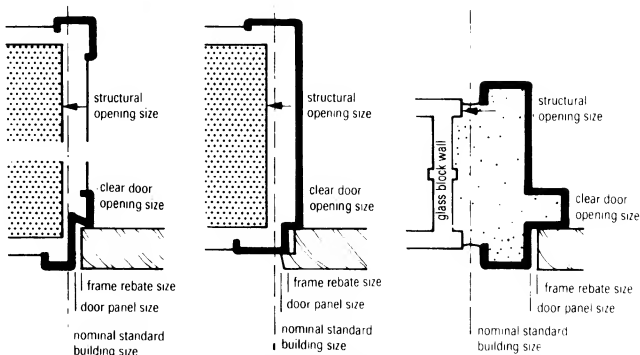 structural
opening size
clear door
opening size
frame rebate size
door panel size
nominal standard
building size
structural
opening size
clear door
opening size
frame rebate size
door panel size
nominal standard
building size
glass block wall
structural
opening size
clear door
opening size
frame rebate size
door panel size
nominal standard
building size